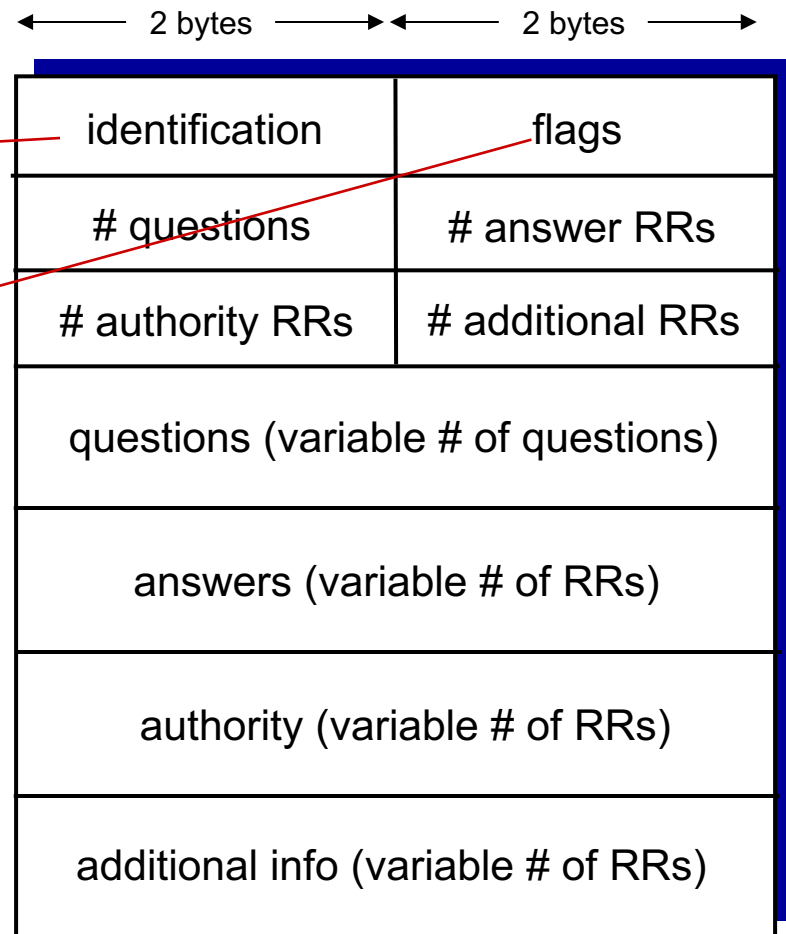 2 bytes 2 bytes
identification flags
# questions # answer RRs
# authority RRs # additional RRs
questions (variable # of questions)
answers (variable # of RRs)
authority (variable # of RRs)
additional info (variable # of RRs)